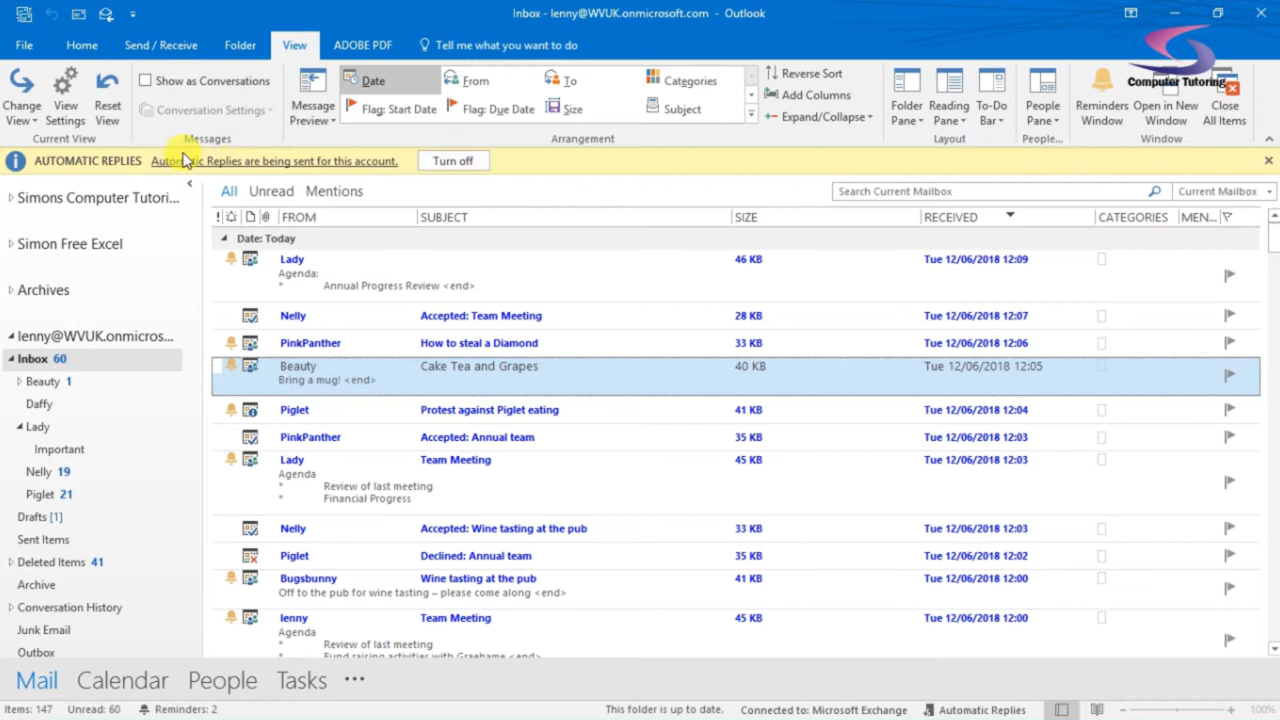 Inbox - lenny@WVUK.onmicrosoft.com - Outlook
File Home Send / Receive Folder View ADOBE PDF Tell me what you want to do
Computer Tutoring
Change View View Settings Reset View
Current View
Show as Conversations
Conversation Settings
Messages
Message Preview
Date From To Categories
Flag: Start Date Flag: Due Date Size Subject
Reverse Sort
Add Columns
Expand/Collapse
Arrangement
Folder Pane Reading Pane To-Do Bar
Layout
People Pane
People...
Reminders Window Open in New Window Close All Items
Window
AUTOMATIC REPLIES Automatic Replies are being sent for this account. Turn off
Simons Computer Tutori...
Simon Free Excel
Archives
lenny@WVUK.onmicros...
Inbox 60
Beauty 1
Daffy
Lady
Important
Nelly 19
Piglet 21
Drafts [1]
Sent Items
Deleted Items 41
Archive
Conversation History
Junk Email
Outbox
All Unread Mentions
Search Current Mailbox Current Mailbox
! FROM SUBJECT SIZE RECEIVED CATEGORIES MEN...
Date: Today
Lady 46 KB Tue 12/06/2018 12:09
Agenda:
* Annual Progress Review <end>
Nelly Accepted: Team Meeting 28 KB Tue 12/06/2018 12:07
PinkPanther How to steal a Diamond 33 KB Tue 12/06/2018 12:06
Beauty Cake Tea and Grapes 40 KB Tue 12/06/2018 12:05
Bring a mug! <end>
Piglet Protest against Piglet eating 41 KB Tue 12/06/2018 12:04
PinkPanther Accepted: Annual team 35 KB Tue 12/06/2018 12:03
Lady Team Meeting 45 KB Tue 12/06/2018 12:03
Agenda
* Review of last meeting
* Financial Progress
Nelly Accepted: Wine tasting at the pub 33 KB Tue 12/06/2018 12:03
Piglet Declined: Annual team 35 KB Tue 12/06/2018 12:02
Bugsbunny Wine tasting at the pub 41 KB Tue 12/06/2018 12:00
Off to the pub for wine tasting – please come along <end>
lenny Team Meeting 45 KB Tue 12/06/2018 12:00
Agenda
* Review of last meeting
* Fund raising activities with Graehame <end>
Mail Calendar People Tasks ...
Items: 147 Unread: 60 Reminders: 2 This folder is up to date. Connected to: Microsoft Exchange Automatic Replies 100%